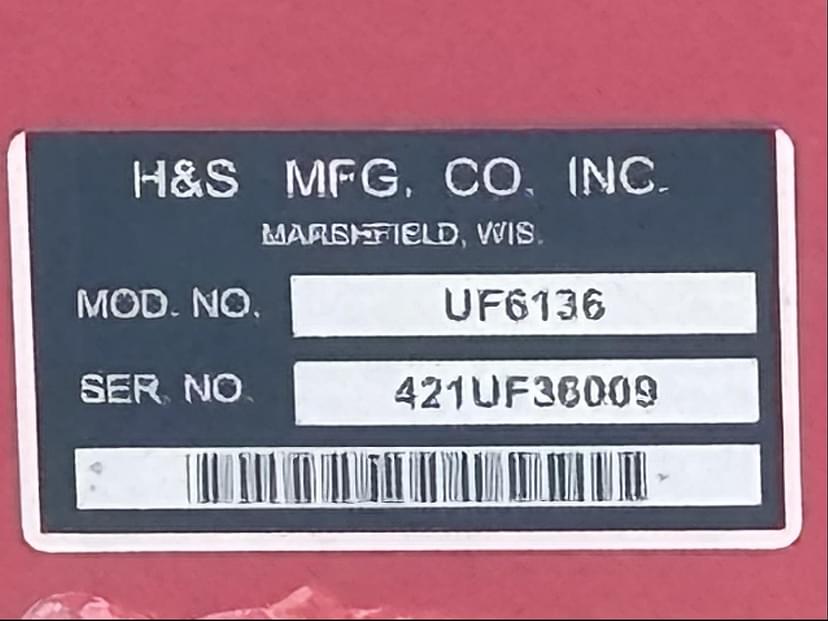 H&S MFG. CO. INC.
MARSHFIELD, WIS.
MOD. NO. UF6136
SER. NO. 421UF36009